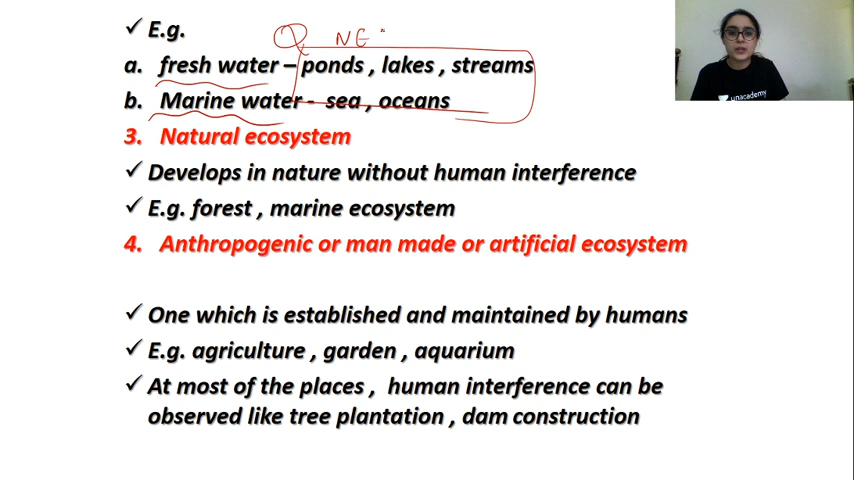 ✓ E.g.
Q NE
a. fresh water – ponds , lakes , streams
b. Marine water - sea , oceans
3. Natural ecosystem
✓ Develops in nature without human interference
✓ E.g. forest , marine ecosystem
4. Anthropogenic or man made or artificial ecosystem
✓ One which is established and maintained by humans
✓ E.g. agriculture , garden , aquarium
✓ At most of the places , human interference can be
observed like tree plantation , dam construction
unacademy